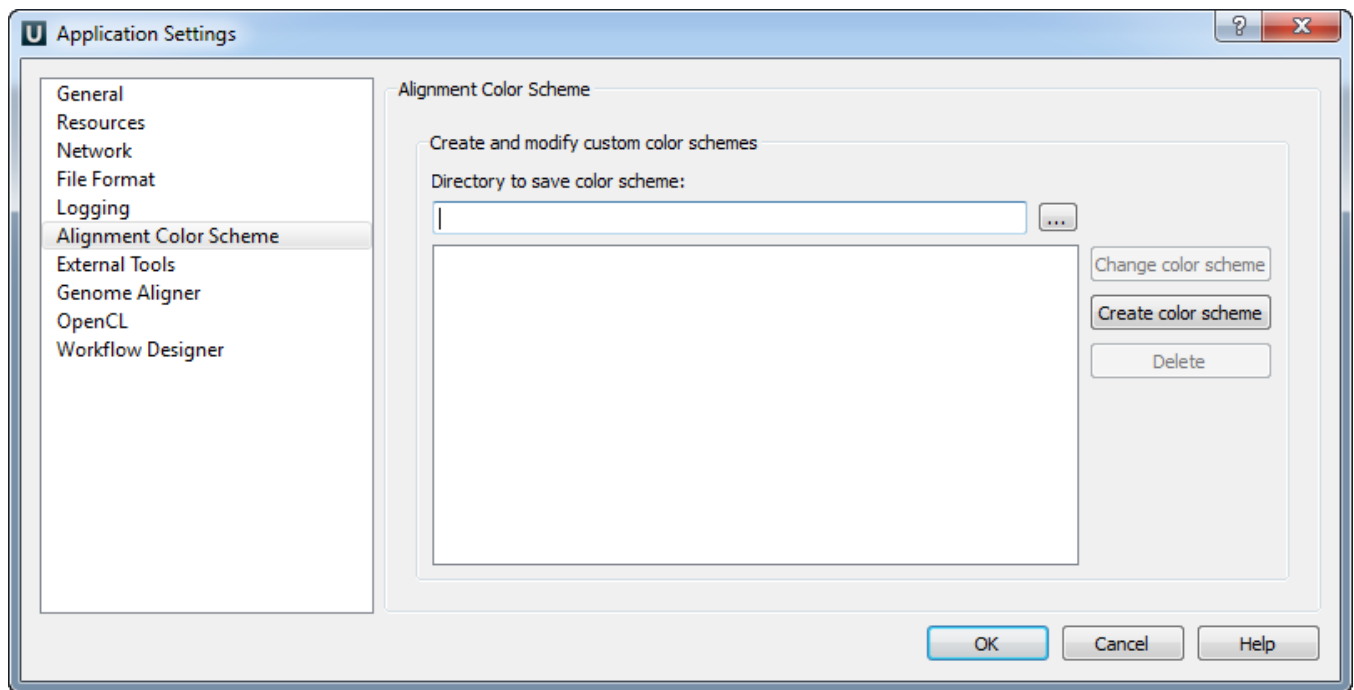 U Application Settings ? X
General
Resources
Network
File Format
Logging
Alignment Color Scheme
External Tools
Genome Aligner
OpenCL
Workflow Designer
Alignment Color Scheme
Create and modify custom color schemes
Directory to save color scheme:
...
Change color scheme
Create color scheme
Delete
OK Cancel Help